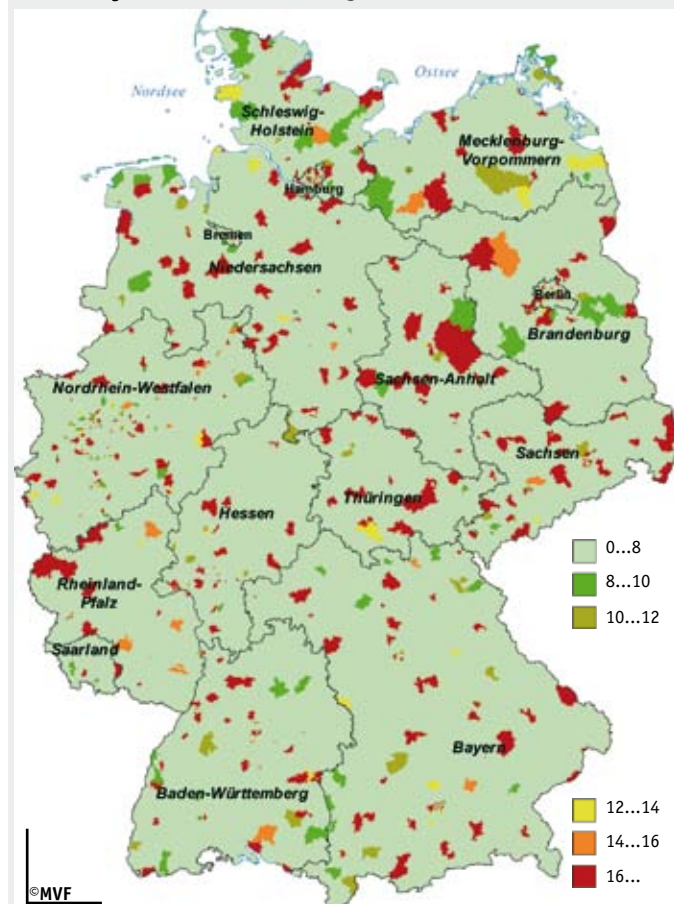 Ostsee
Nordsee
Schleswig-
Holstein
Mecklenburg-
Vorpommern
Hamburg
Bremen
Niedersachsen
Berlin
Brandenburg
Sachsen-Anhalt
Nordrhein-Westfalen
Sachsen
Thüringen
Hessen
0...8
8...10
10...12
Rheinland-
Pfalz
Saarland
Bayern
Baden-Württemberg
12...14
14...16
16...
©MVF